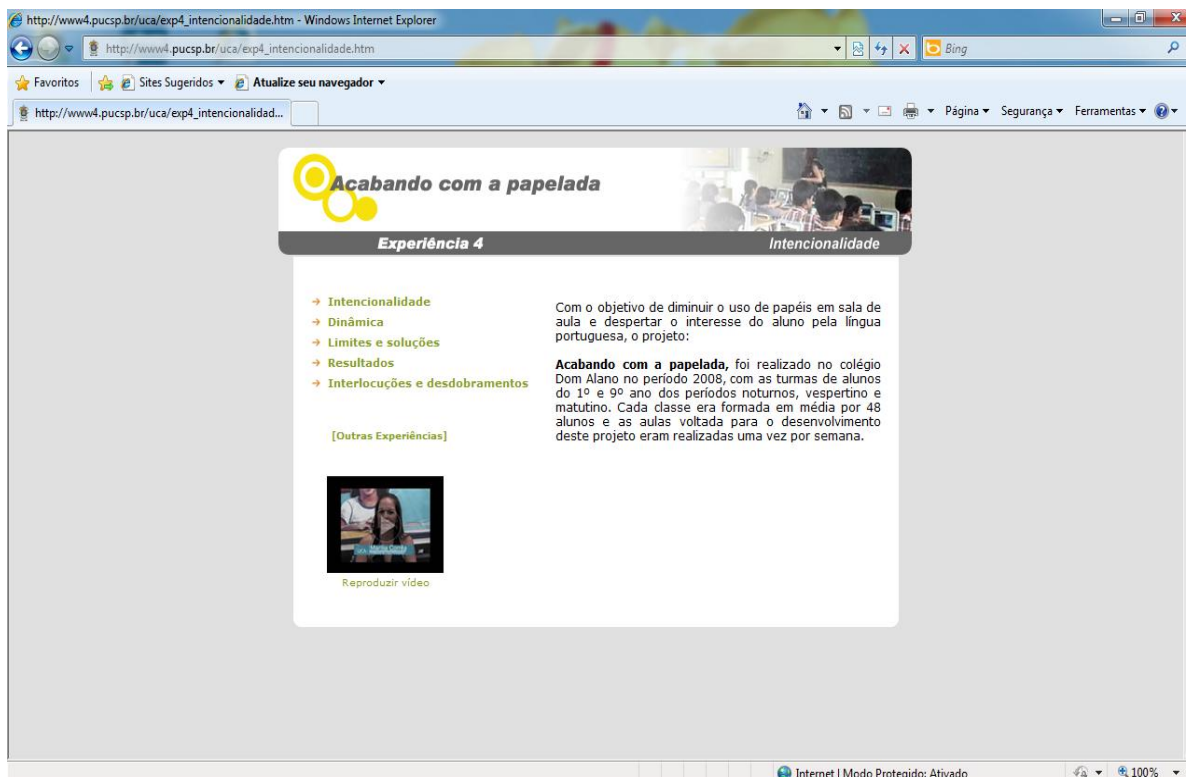 http://www4.pucsp.br/uca/exp4_intencionalidade.htm - Windows Internet Explorer
http://www4.pucsp.br/uca/exp4_intencionalidade.htm
Bing
Favoritos
Sites Sugeridos
Atualize seu navegador
http://www4.pucsp.br/uca/exp4_intencionalidad...
Página
Segurança
Ferramentas
Acabando com a papelada
Experiência 4
Intencionalidade
Intencionalidade
Dinâmica
Limites e soluções
Resultados
Interlocuções e desdobramentos
[Outras Experiências]
Reproduzir vídeo
Com o objetivo de diminuir o uso de papéis em sala de
aula e despertar o interesse do aluno pela língua
portuguesa, o projeto:
Acabando com a papelada, foi realizado no colégio
Dom Alano no período 2008, com as turmas de alunos
do 1º e 9º ano dos períodos noturnos, vespertino e
matutino. Cada classe era formada em média por 48
alunos e as aulas voltada para o desenvolvimento
deste projeto eram realizadas uma vez por semana.
Internet | Modo Protegido: Ativado
100%